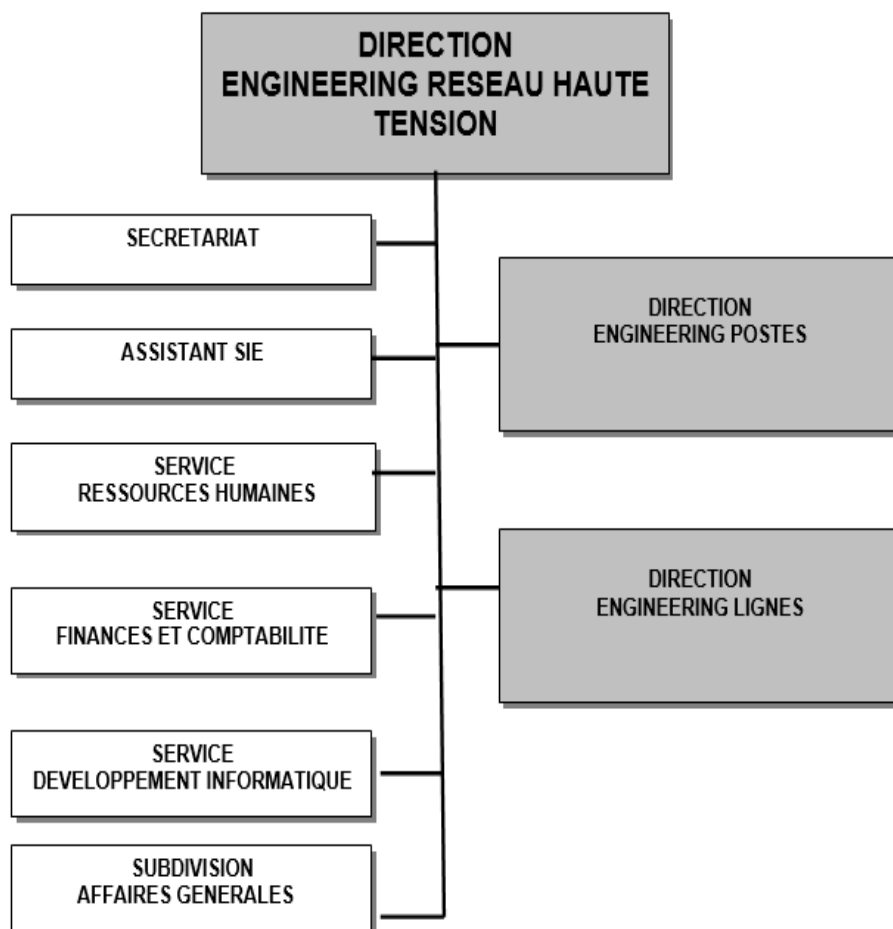 DIRECTION
ENGINEERING RESEAU HAUTE
TENSION
SECRETARIAT
ASSISTANT SIE
SERVICE
RESSOURCES HUMAINES
SERVICE
FINANCES ET COMPTABILITE
SERVICE
DEVELOPPEMENT INFORMATIQUE
SUBDIVISION
AFFAIRES GENERALES
DIRECTION
ENGINEERING POSTES
DIRECTION
ENGINEERING LIGNES